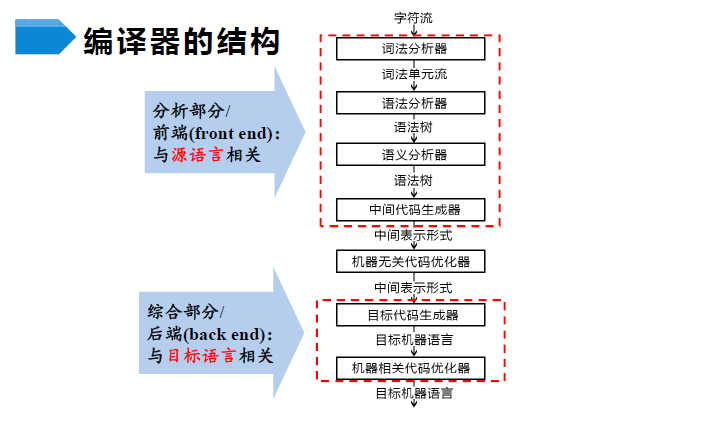 编译器的结构
字符流
词法分析器
词法单元流
语法分析器
语法树
语义分析器
语法树
中间代码生成器
中间表示形式
机器无关代码优化器
中间表示形式
目标代码生成器
目标机器语言
机器相关代码优化器
目标机器语言
分析部分/
前端(front end):
与源语言相关
综合部分/
后端(back end):
与目标语言相关